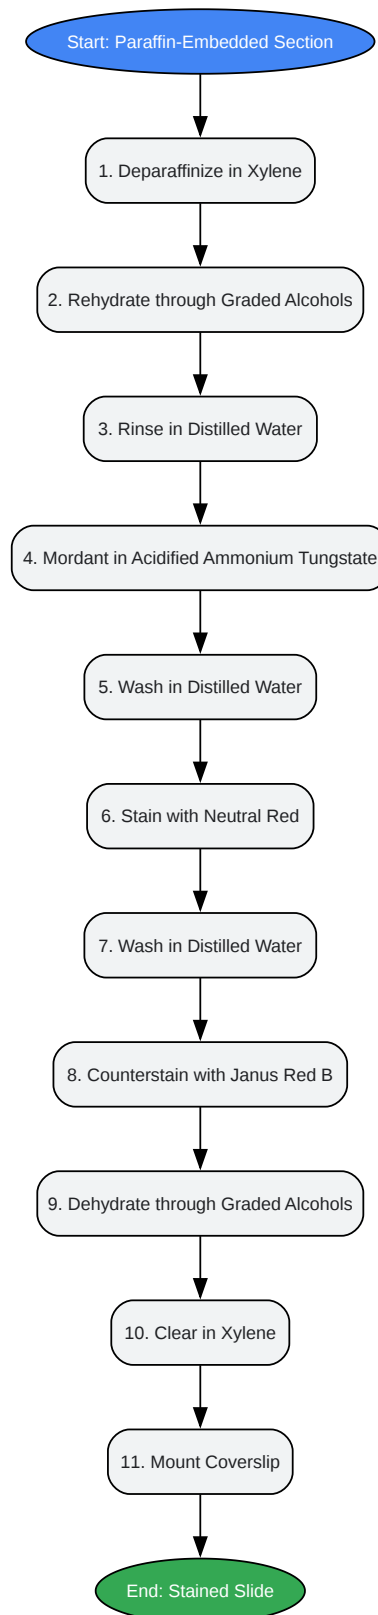 Start: Paraffin-Embedded Section
1. Deparaffinize in Xylene
2. Rehydrate through Graded Alcohols
3. Rinse in Distilled Water
4. Mordant in Acidified Ammonium Tungstate
5. Wash in Distilled Water
6. Stain with Neutral Red
7. Wash in Distilled Water
8. Counterstain with Janus Red B
9. Dehydrate through Graded Alcohols
10. Clear in Xylene
11. Mount Coverslip
End: Stained Slide